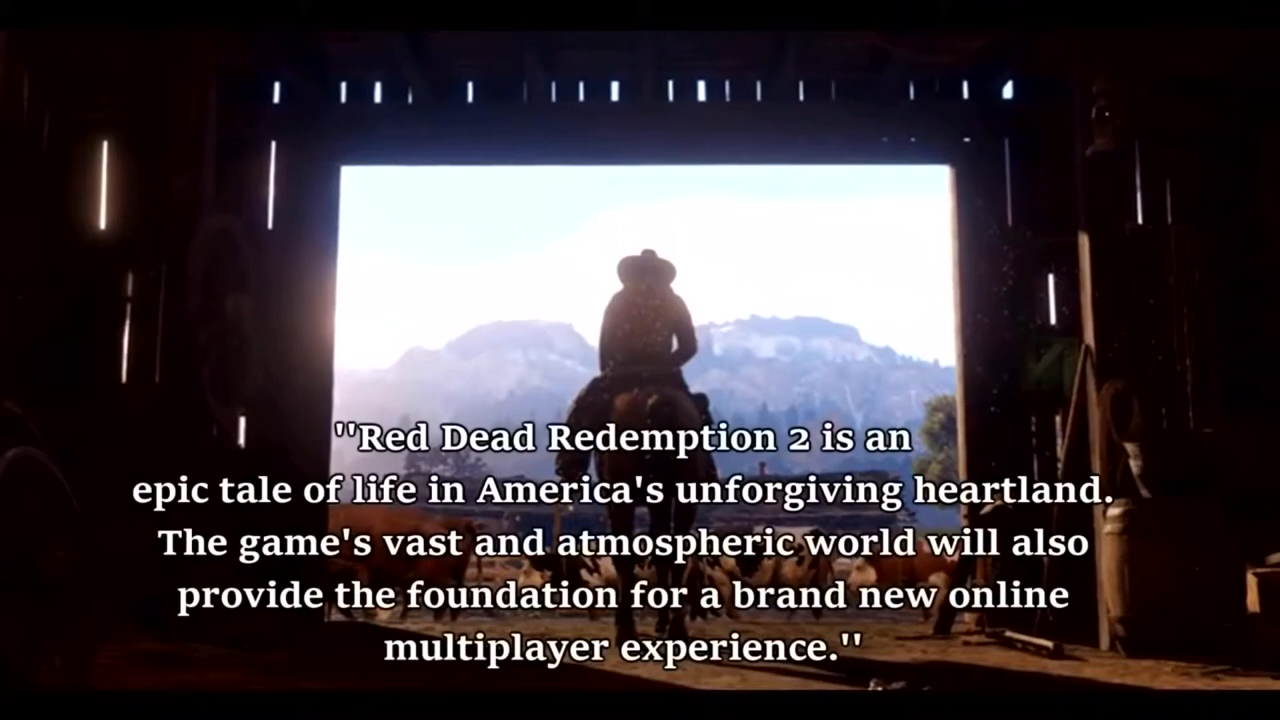 "Red Dead Redemption 2 is an
epic tale of life in America's unforgiving heartland.
The game's vast and atmospheric world will also
provide the foundation for a brand new online
multiplayer experience."